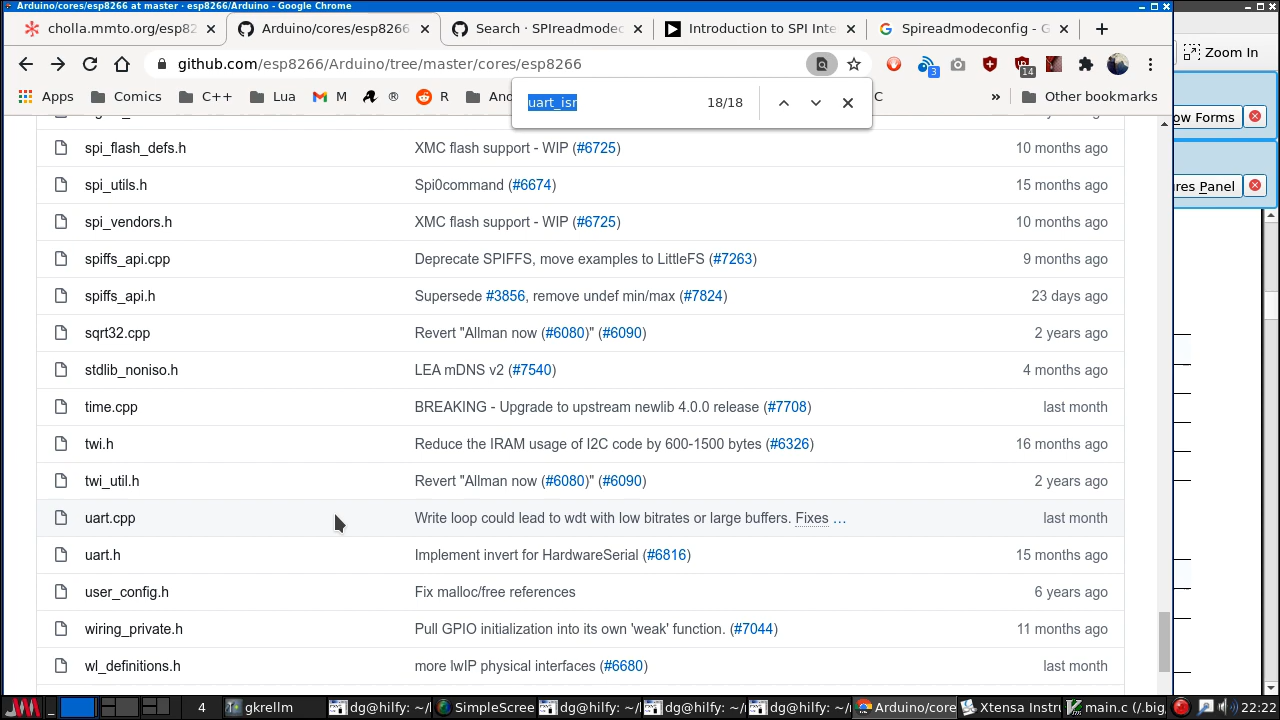 Arduino/cores/esp8266 at master · esp8266/Arduino - Google Chrome
cholla.mmto.org/esp8
Arduino/cores/esp8266
Search · SPIreadmodec
Introduction to SPI Inte
Spireadmodeconfig - G
Zoom In
github.com/esp8266/Arduino/tree/master/cores/esp8266
3
14
Apps
Comics
C++
Lua
M
R
And
C
»
Other bookmarks
uart_isr
18/18
ow Forms
res Panel
spi_flash_defs.h XMC flash support - WIP (#6725) 10 months ago
spi_utils.h Spi0command (#6674) 15 months ago
spi_vendors.h XMC flash support - WIP (#6725) 10 months ago
spiffs_api.cpp Deprecate SPIFFS, move examples to LittleFS (#7263) 9 months ago
spiffs_api.h Supersede #3856, remove undef min/max (#7824) 23 days ago
sqrt32.cpp Revert "Allman now (#6080)" (#6090) 2 years ago
stdlib_noniso.h LEA mDNS v2 (#7540) 4 months ago
time.cpp BREAKING - Upgrade to upstream newlib 4.0.0 release (#7708) last month
twi.h Reduce the IRAM usage of I2C code by 600-1500 bytes (#6326) 16 months ago
twi_util.h Revert "Allman now (#6080)" (#6090) 2 years ago
uart.cpp Write loop could lead to wdt with low bitrates or large buffers. Fixes … last month
uart.h Implement invert for HardwareSerial (#6816) 15 months ago
user_config.h Fix malloc/free references 6 years ago
wiring_private.h Pull GPIO initialization into its own 'weak' function. (#7044) 11 months ago
wl_definitions.h more lwIP physical interfaces (#6680) last month
4
gkrellm
dg@hilfy: ~/
SimpleScree
dg@hilfy: ~/
dg@hilfy: ~/
dg@hilfy: ~/
Arduino/core
Xtensa Instru
main.c (/.big
22:22